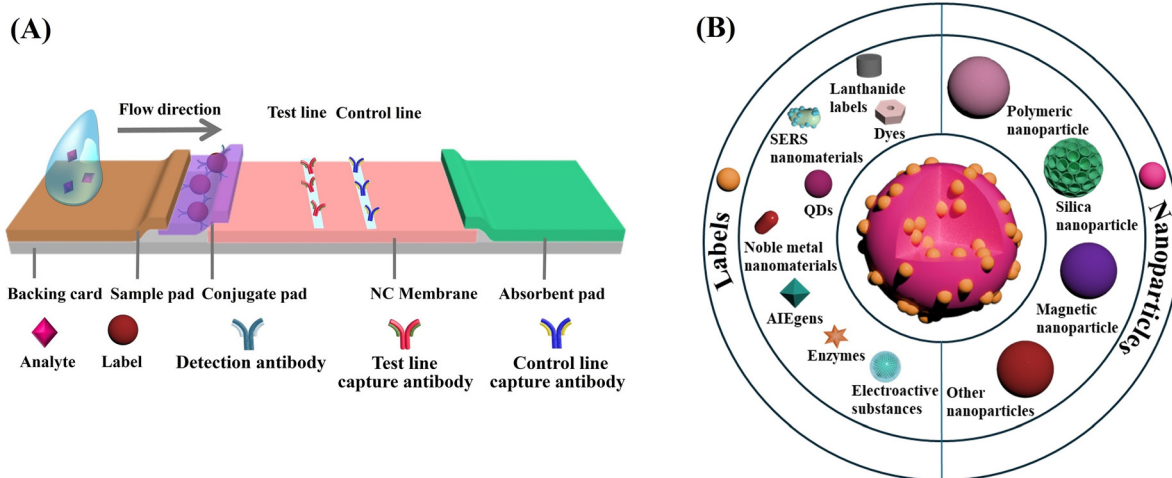 (A)
Flow direction
Test line
Control line
Backing card
Sample pad
Conjugate pad
NC Membrane
Absorbent pad
Analyte
Label
Detection antibody
Test line
capture antibody
Control line
capture antibody
(B)
Labels
Lanthanide
labels
Dyes
SERS
nanomaterials
QDs
Noble metal
nanomaterials
AIEgens
Enzymes
Electroactive
substances
Nanoparticles
Polymeric
nanoparticle
Silica
nanoparticle
Magnetic
nanoparticle
Other
nanoparticles